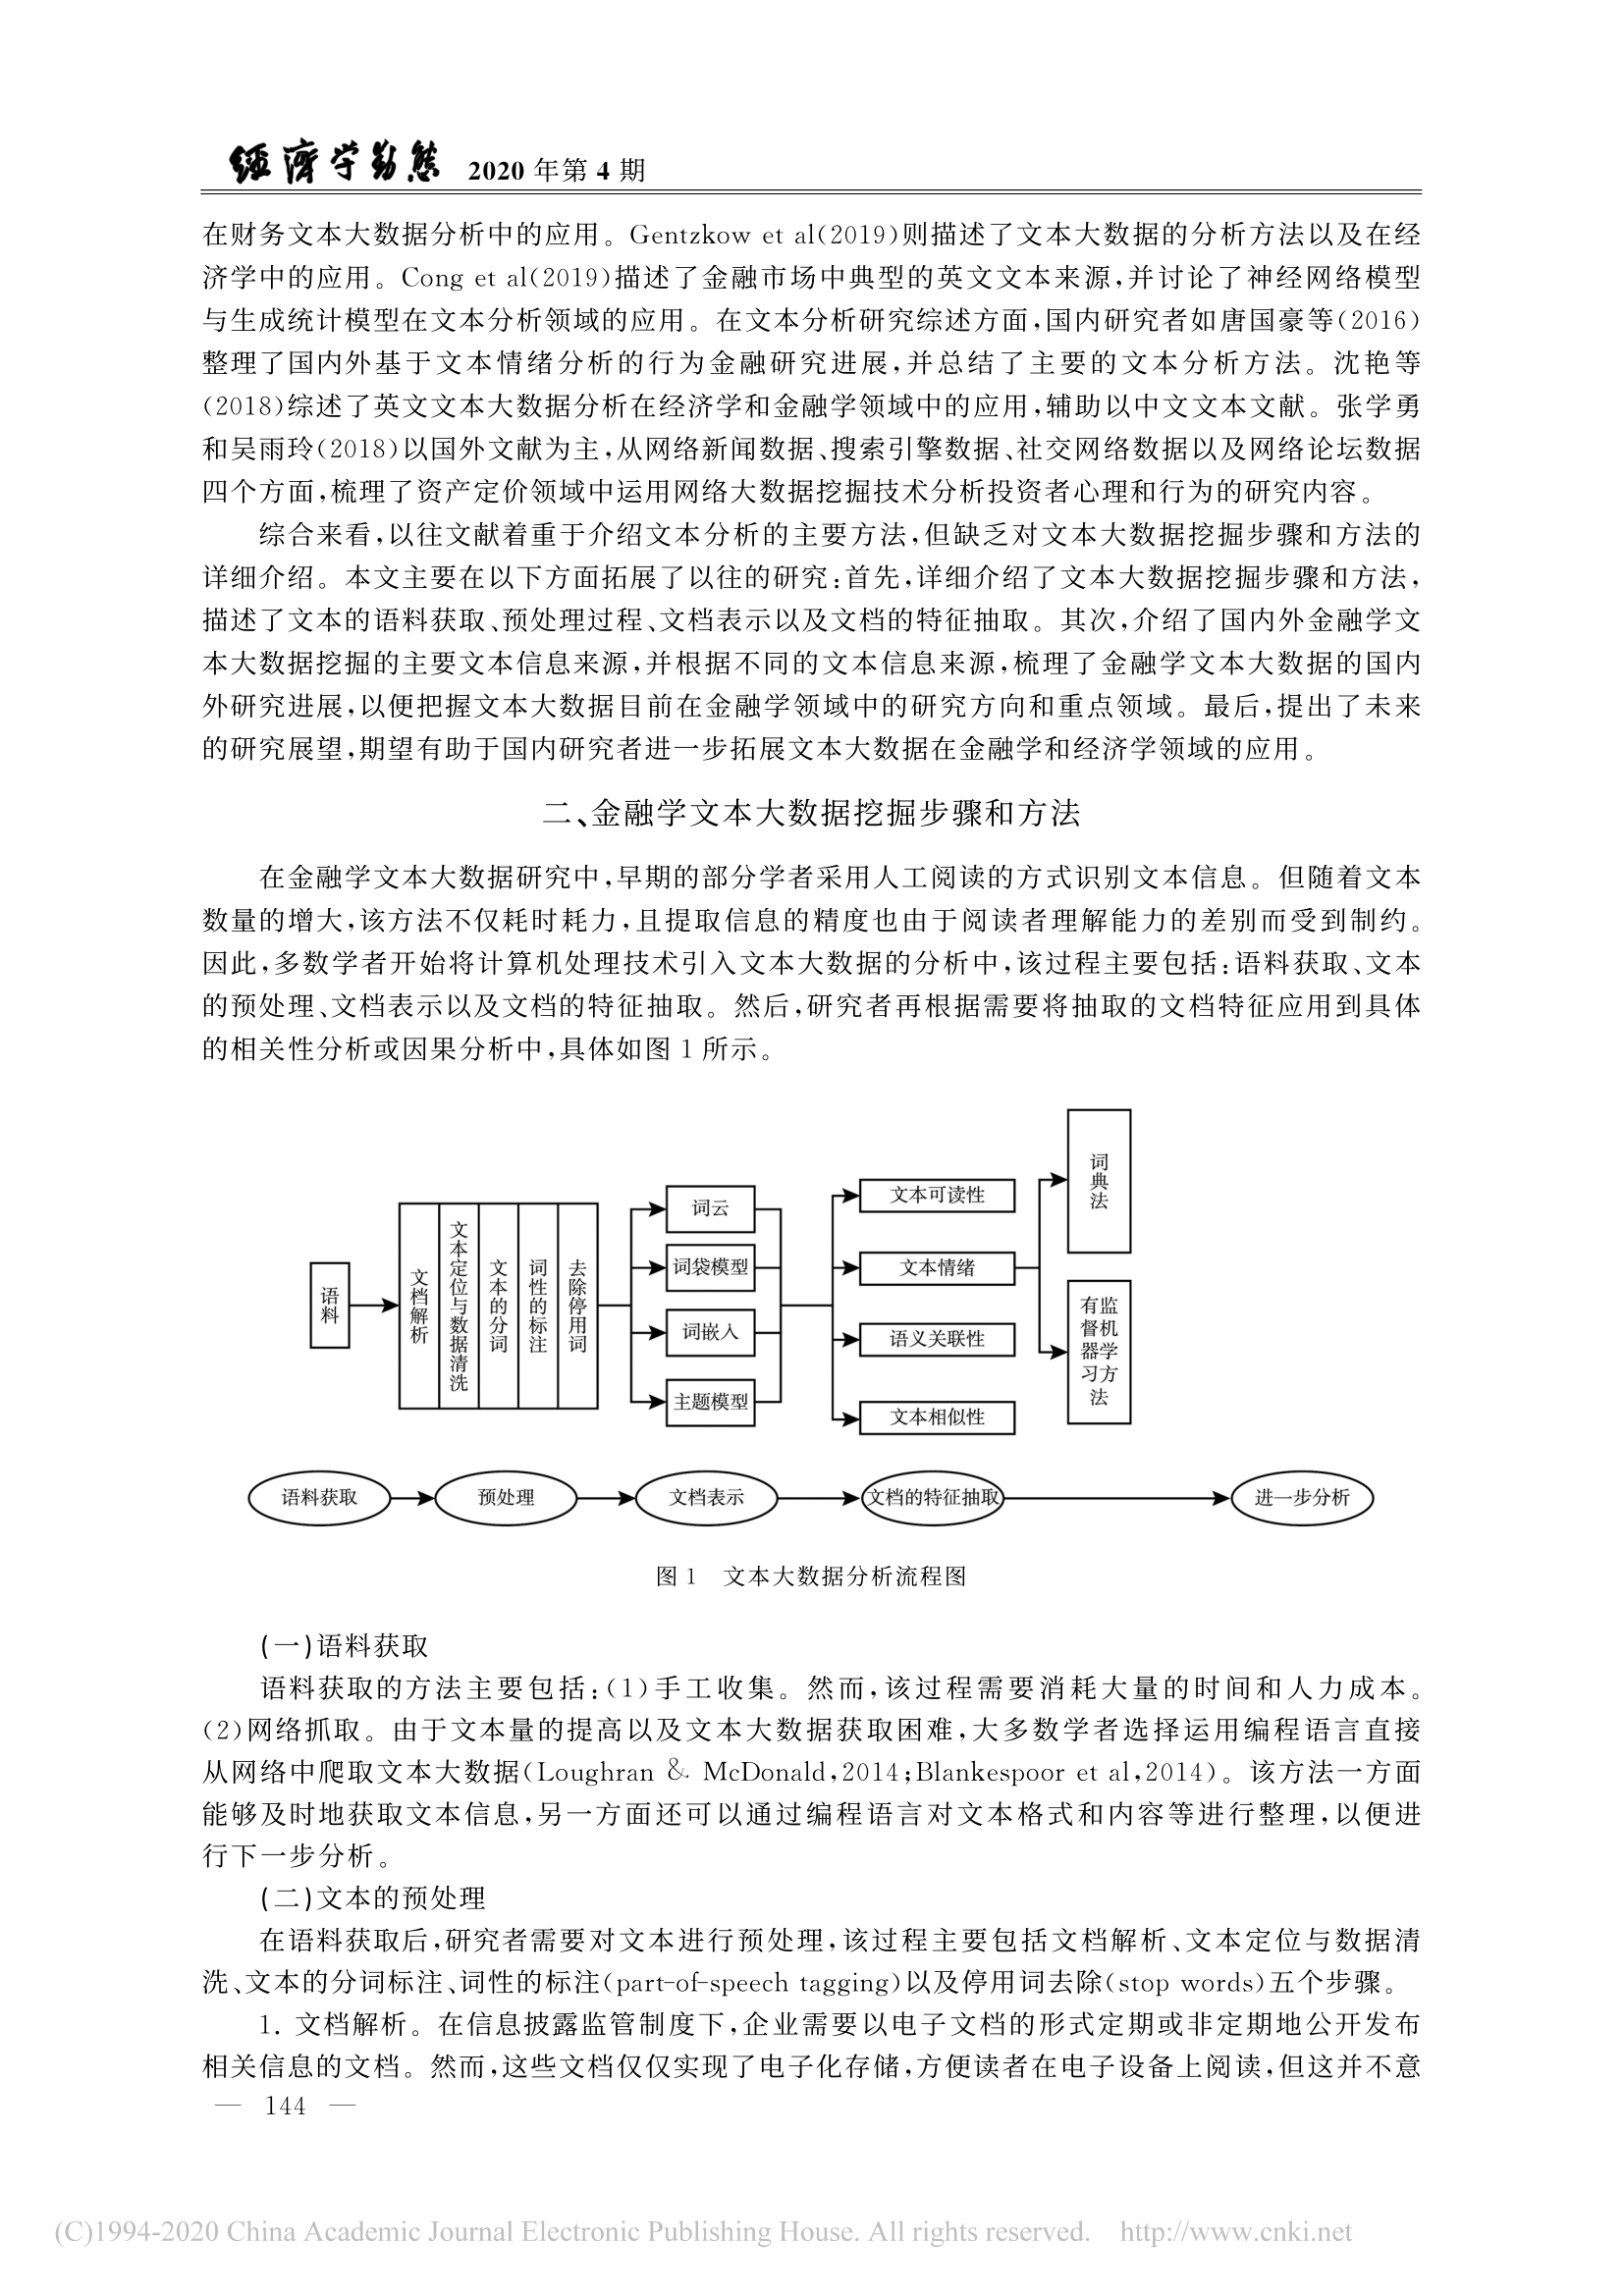 经济学动态 2020 年第 4 期
在财务文本大数据分析中的应用。Gentzkow et al(2019)则描述了文本大数据的分析方法以及在经
济学中的应用。Cong et al(2019)描述了金融市场中典型的英文文本来源,并讨论了神经网络模型
与生成统计模型在文本分析领域的应用。在文本分析研究综述方面,国内研究者如唐国豪等(2016)
整理了国内外基于文本情绪分析的行为金融研究进展,并总结了主要的文本分析方法。沈艳等
(2018)综述了英文文本大数据分析在经济学和金融学领域中的应用,辅助以中文文本文献。张学勇
和吴雨玲(2018)以国外文献为主,从网络新闻数据、搜索引擎数据、社交网络数据以及网络论坛数据
四个方面,梳理了资产定价领域中运用网络大数据挖掘技术分析投资者心理和行为的研究内容。
综合来看,以往文献着重于介绍文本分析的主要方法,但缺乏对文本大数据挖掘步骤和方法的
详细介绍。本文主要在以下方面拓展了以往的研究:首先,详细介绍了文本大数据挖掘步骤和方法,
描述了文本的语料获取、预处理过程、文档表示以及文档的特征抽取。其次,介绍了国内外金融学文
本大数据挖掘的主要文本信息来源,并根据不同的文本信息来源,梳理了金融学文本大数据的国内
外研究进展,以便把握文本大数据目前在金融学领域中的研究方向和重点领域。最后,提出了未来
的研究展望,期望有助于国内研究者进一步拓展文本大数据在金融学和经济学领域的应用。
二、金融学文本大数据挖掘步骤和方法
在金融学文本大数据研究中,早期的部分学者采用人工阅读的方式识别文本信息。但随着文本
数量的增大,该方法不仅耗时耗力,且提取信息的精度也由于阅读者理解能力的差别而受到制约。
因此,多数学者开始将计算机处理技术引入文本大数据的分析中,该过程主要包括:语料获取、文本
的预处理、文档表示以及文档的特征抽取。然后,研究者再根据需要将抽取的文档特征应用到具体
的相关性分析或因果分析中,具体如图 1 所示。
语料
文档解析
文本定位与数据清洗
文本的分词
词性的标注
去除停用词
词云
词袋模型
词嵌入
主题模型
文本可读性
文本情绪
语义关联性
文本相似性
词典法
有监
督机
器学
习方
法
语料获取
预处理
文档表示
文档的特征抽取
进一步分析
图 1 文本大数据分析流程图
(一)语料获取
语料获取的方法主要包括:(1)手工收集。然而,该过程需要消耗大量的时间和人力成本。
(2)网络抓取。由于文本量的提高以及文本大数据获取困难,大多数学者选择运用编程语言直接
从网络中爬取文本大数据(Loughran & McDonald,2014;Blankespoor et al,2014)。该方法一方面
能够及时地获取文本信息,另一方面还可以通过编程语言对文本格式和内容等进行整理,以便进
行下一步分析。
(二)文本的预处理
在语料获取后,研究者需要对文本进行预处理,该过程主要包括文档解析、文本定位与数据清
洗、文本的分词标注、词性的标注(part-of-speech tagging)以及停用词去除(stop words)五个步骤。
1. 文档解析。在信息披露监管制度下,企业需要以电子文档的形式定期或非定期地公开发布
相关信息的文档。然而,这些文档仅仅实现了电子化存储,方便读者在电子设备上阅读,但这并不意
— 144 —
(C)1994-2020 China Academic Journal Electronic Publishing House. All rights reserved. http://www.cnki.net